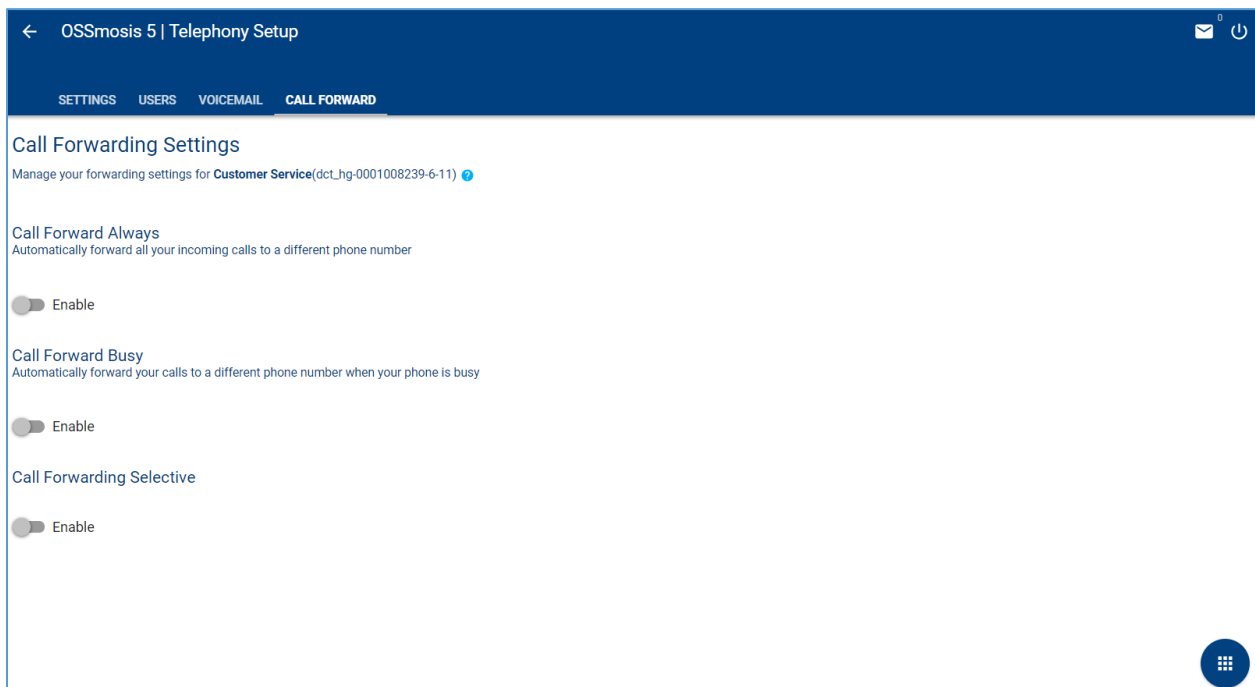 OSSmosis 5 | Telephony Setup
0
SETTINGS USERS VOICEMAIL CALL FORWARD
Call Forwarding Settings
Manage your forwarding settings for Customer Service(dct_hg-0001008239-6-11) ?
Call Forward Always
Automatically forward all your incoming calls to a different phone number
Enable
Call Forward Busy
Automatically forward your calls to a different phone number when your phone is busy
Enable
Call Forwarding Selective
Enable